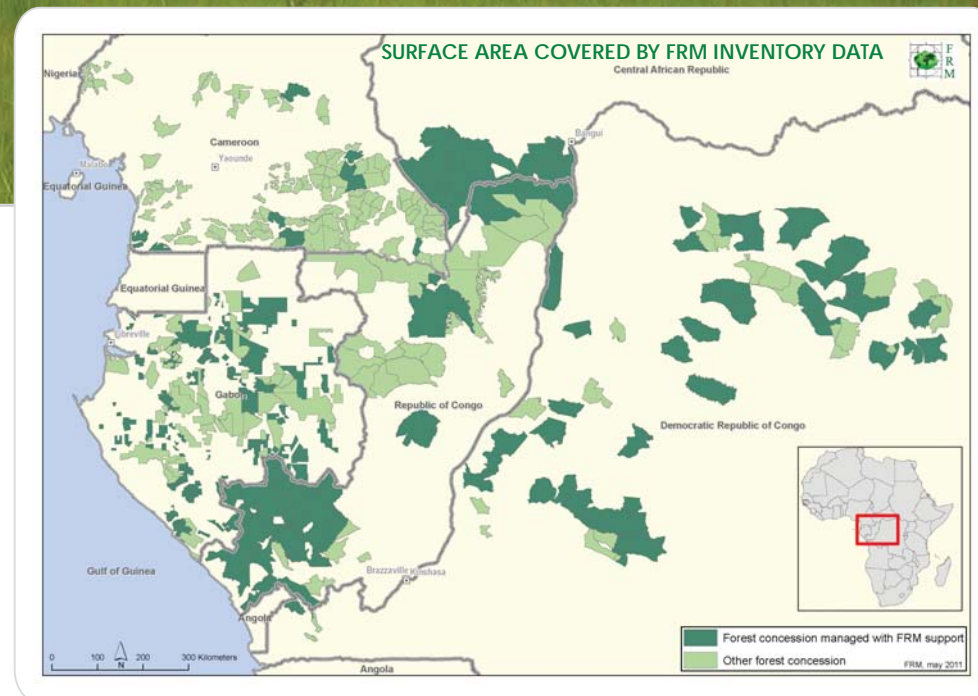 SURFACE AREA COVERED BY FRM INVENTORY DATA
F
R
M
Nigeria
Central African Republic
Cameroon
Bangui
Yaounde
Malabo
Equatorial Guinea
Equatorial Guinea
Libreville
Gabon
Republic of Congo
Democratic Republic of Congo
Gulf of Guinea
Brazzaville Kinshasa
Angola
Angola
0 100 200 300 Kilometers
N
Forest concession managed with FRM support
Other forest concession
FRM, may 2011